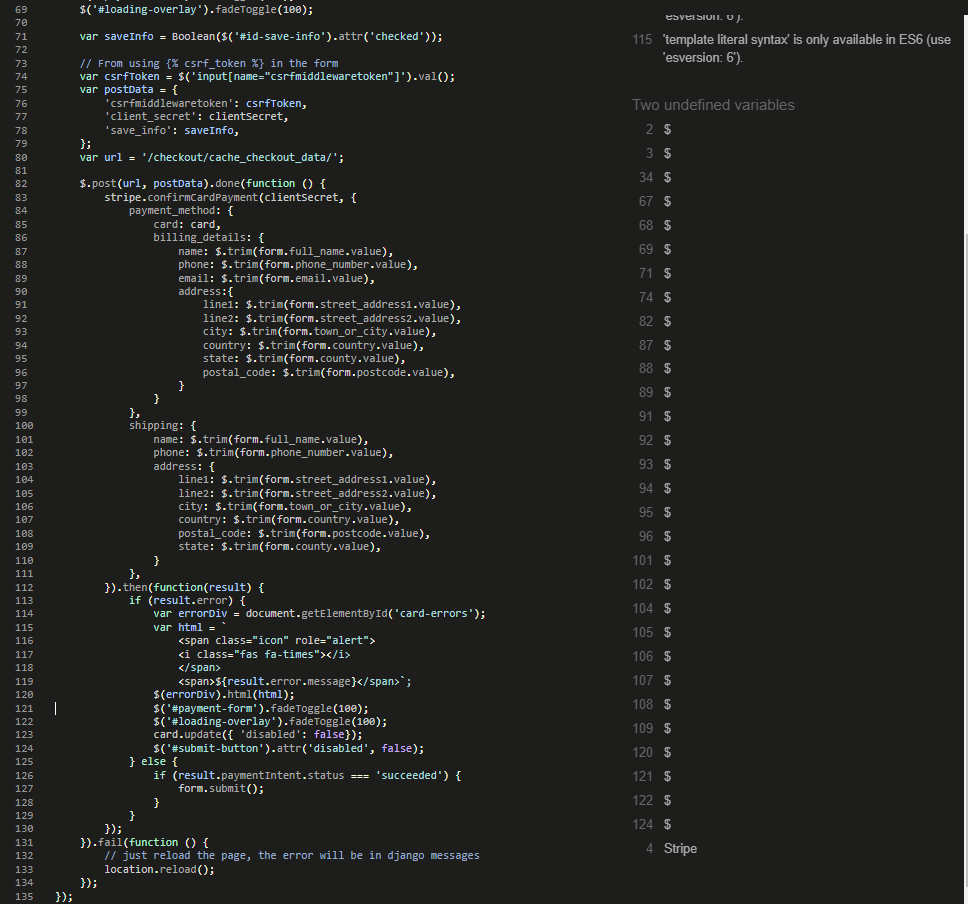 69 $('#loading-overlay').fadeToggle(100);
70
71 var saveInfo = Boolean($('#id-save-info').attr('checked'));
72
73 // From using {% csrf_token %} in the form
74 var csrfToken = $('input[name="csrfmiddlewaretoken"]').val();
75 var postData = {
76 'csrfmiddlewaretoken': csrfToken,
77 'client_secret': clientSecret,
78 'save_info': saveInfo,
79 };
80 var url = '/checkout/cache_checkout_data/';
81
82 $.post(url, postData).done(function () {
83 stripe.confirmCardPayment(clientSecret, {
84 payment_method: {
85 card: card,
86 billing_details: {
87 name: $.trim(form.full_name.value),
88 phone: $.trim(form.phone_number.value),
89 email: $.trim(form.email.value),
90 address:{
91 line1: $.trim(form.street_address1.value),
92 line2: $.trim(form.street_address2.value),
93 city: $.trim(form.town_or_city.value),
94 country: $.trim(form.country.value),
95 state: $.trim(form.county.value),
96 postal_code: $.trim(form.postcode.value),
97 }
98 }
99 },
100 shipping: {
101 name: $.trim(form.full_name.value),
102 phone: $.trim(form.phone_number.value),
103 address: {
104 line1: $.trim(form.street_address1.value),
105 line2: $.trim(form.street_address2.value),
106 city: $.trim(form.town_or_city.value),
107 country: $.trim(form.country.value),
108 postal_code: $.trim(form.postcode.value),
109 state: $.trim(form.county.value),
110 }
111 },
112 }).then(function(result) {
113 if (result.error) {
114 var errorDiv = document.getElementById('card-errors');
115 var html = `
116 <span class="icon" role="alert">
117 <i class="fas fa-times"></i>
118 </span>
119 <span>${result.error.message}</span>`;
120 $(errorDiv).html(html);
121 $('#payment-form').fadeToggle(100);
122 $('#loading-overlay').fadeToggle(100);
123 card.update({ 'disabled': false});
124 $('#submit-button').attr('disabled', false);
125 } else {
126 if (result.paymentIntent.status === 'succeeded') {
127 form.submit();
128 }
129 }
130 });
131 }).fail(function () {
132 // just reload the page, the error will be in django messages
133 location.reload();
134 });
135 });
'esversion: 6').
115 'template literal syntax' is only available in ES6 (use
'esversion: 6').
Two undefined variables
2 $
3 $
34 $
67 $
68 $
69 $
71 $
74 $
82 $
87 $
88 $
89 $
91 $
92 $
93 $
94 $
95 $
96 $
101 $
102 $
104 $
105 $
106 $
107 $
108 $
109 $
120 $
121 $
122 $
124 $
4 Stripe